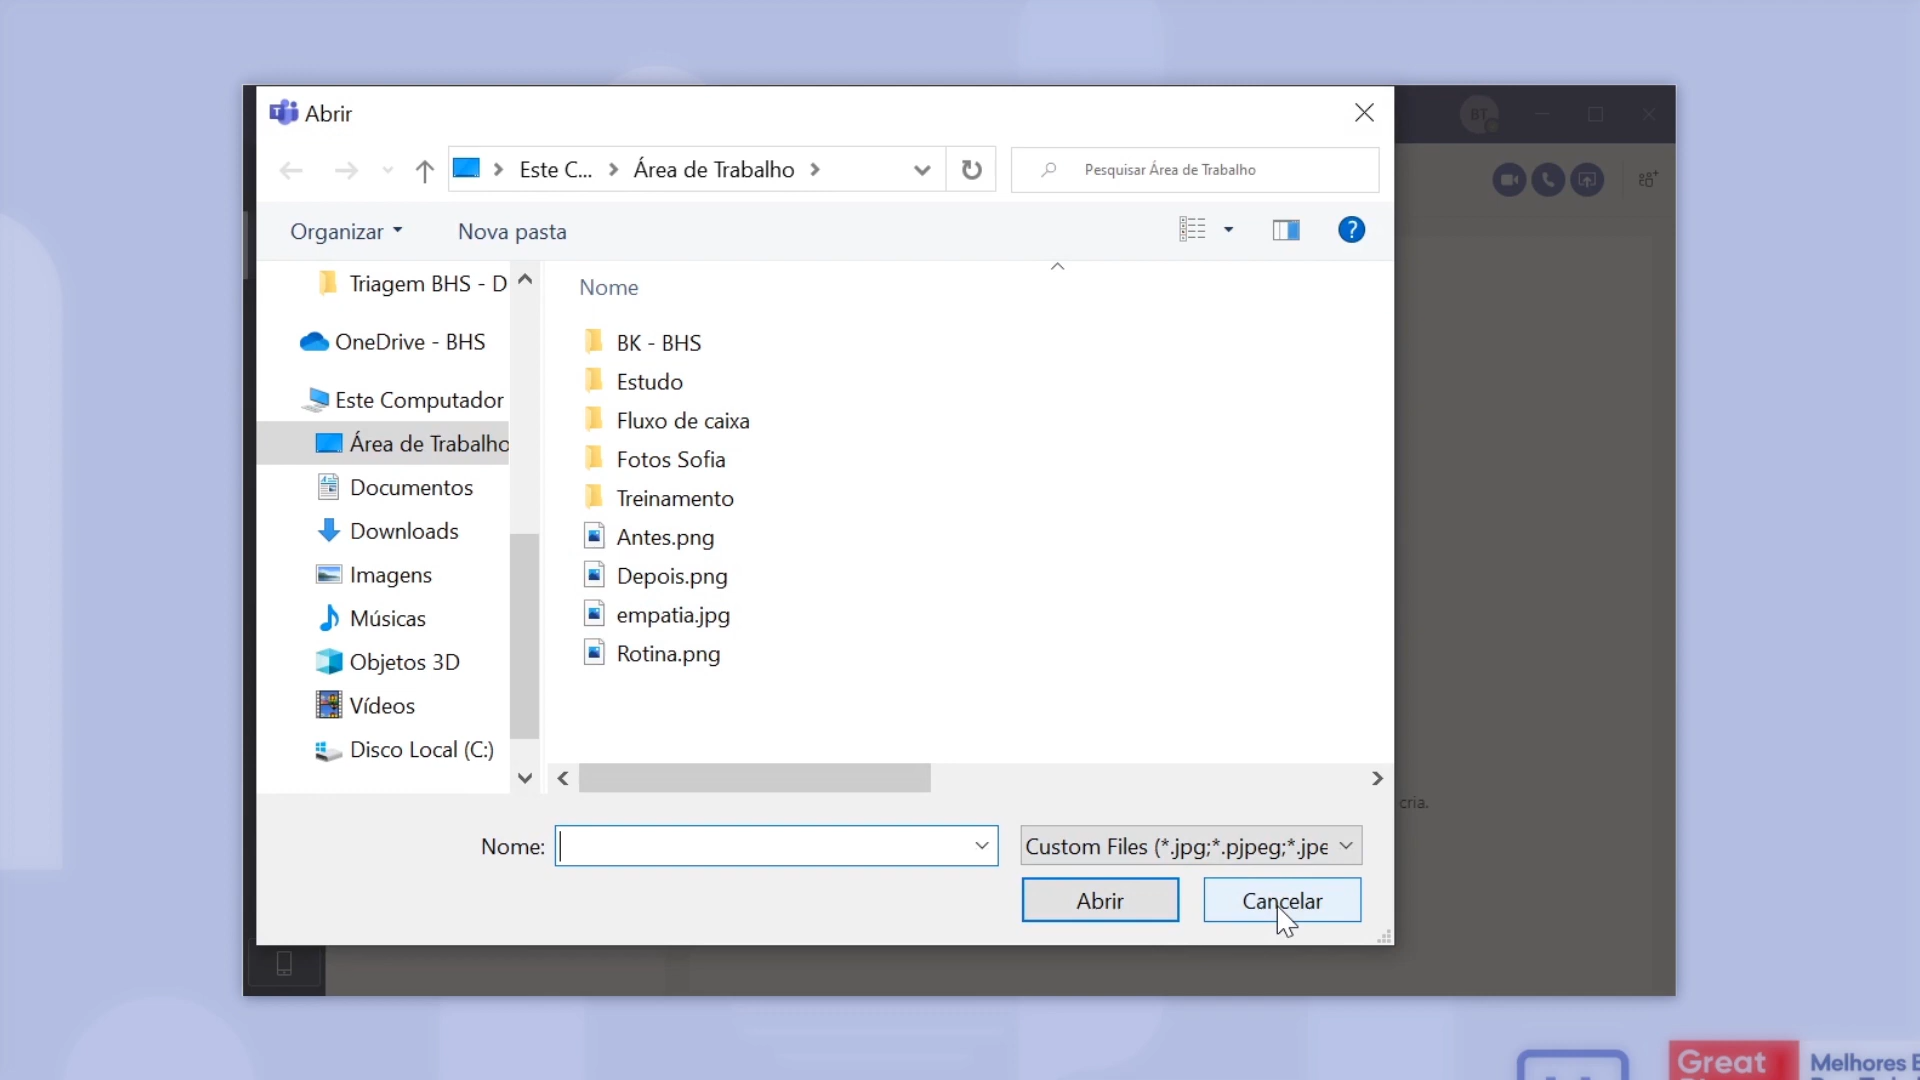 Abrir
BT
Este C...
Área de Trabalho
Pesquisar Área de Trabalho
Organizar
Nova pasta
?
Triagem BHS - D
OneDrive - BHS
Este Computador
Área de Trabalho
Documentos
Downloads
Imagens
Músicas
Objetos 3D
Vídeos
Disco Local (C:)
Nome
BK - BHS
Estudo
Fluxo de caixa
Fotos Sofia
Treinamento
Antes.png
Depois.png
empatia.jpg
Rotina.png
cria.
Nome:
Custom Files (*.jpg;*.pjpeg;*.jpe
Abrir
Cancelar
Great
Melhores E